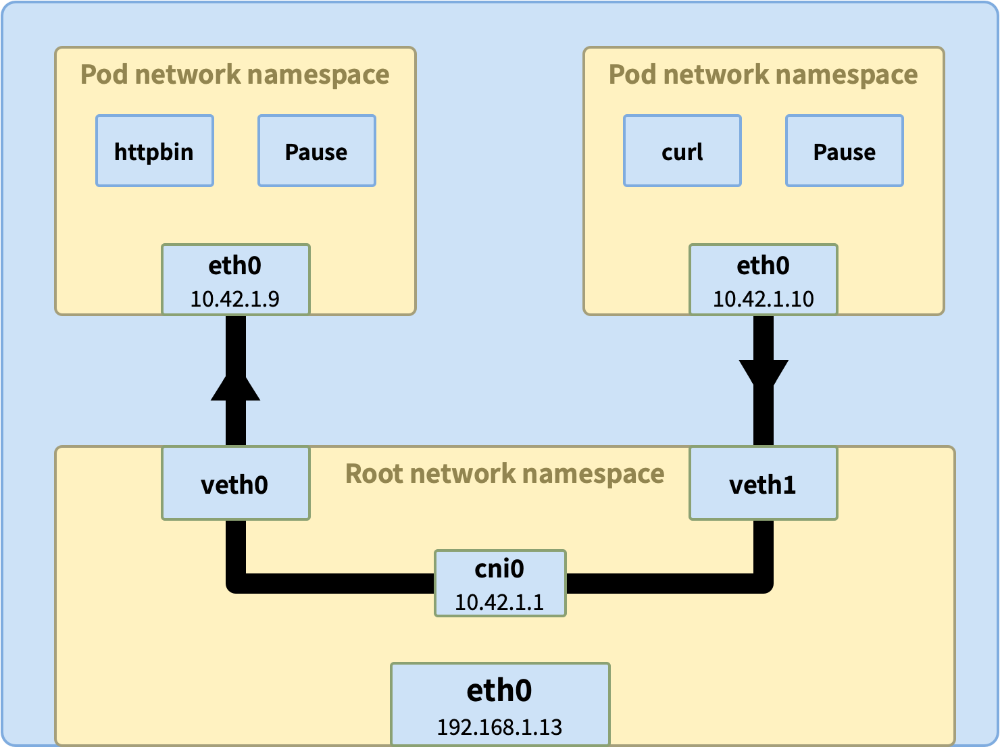 Pod network namespace
httpbin
Pause
eth0
10.42.1.9
Pod network namespace
curl
Pause
eth0
10.42.1.10
Root network namespace
veth0
veth1
cni0
10.42.1.1
eth0
192.168.1.13